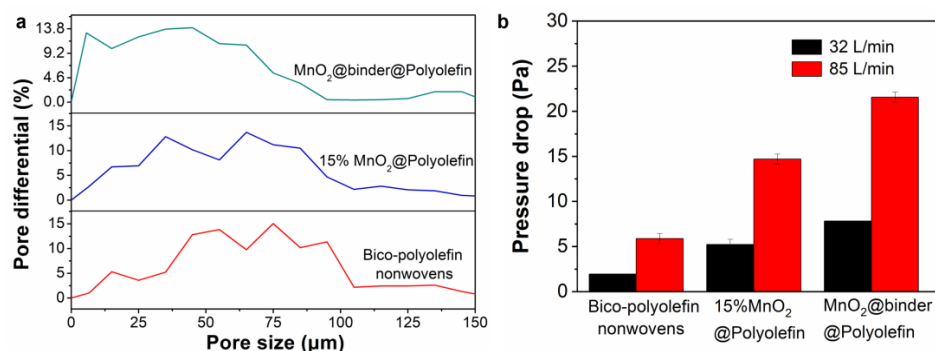 a
Pore differential (%)
13.8
9.2
4.6
0.0
MnO₂@binder@Polyolefin
15
10
5
0
15% MnO₂@Polyolefin
15
10
5
0
Bico-polyolefin
nonwovens
0 25 50 75 100 125 150
Pore size (μm)
b
Pressure drop (Pa)
30
25
20
15
10
5
0
32 L/min
85 L/min
Bico-polyolefin
nonwovens
15%MnO₂
@Polyolefin
MnO₂@binder
@Polyolefin